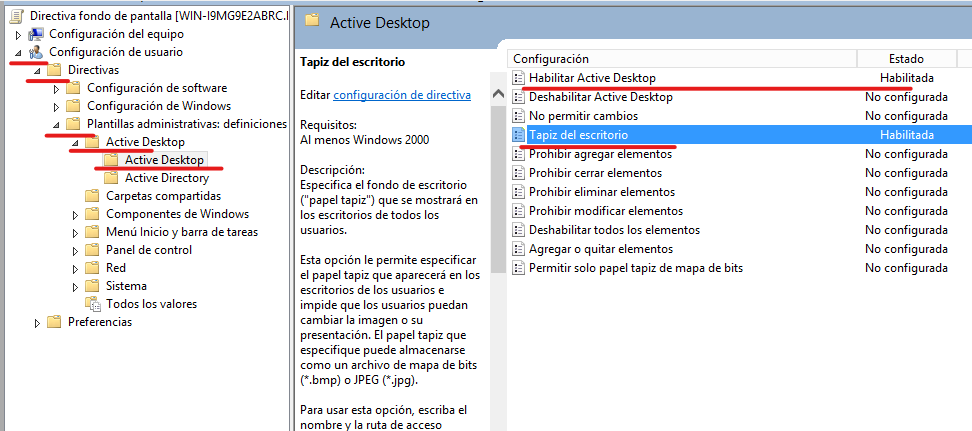 Directiva fondo de pantalla [WIN-I9MG9E2ABRC.I
Configuración del equipo
Configuración de usuario
Directivas
Configuración de software
Configuración de Windows
Plantillas administrativas: definiciones
Active Desktop
Active Desktop
Active Directory
Carpetas compartidas
Componentes de Windows
Menú Inicio y barra de tareas
Panel de control
Red
Sistema
Todos los valores
Preferencias
Active Desktop
Tapiz del escritorio
Editar configuración de directiva
Requisitos:
Al menos Windows 2000
Descripción:
Especifica el fondo de escritorio
("papel tapiz") que se mostrará en
los escritorios de todos los
usuarios.
Esta opción le permite especificar
el papel tapiz que aparecerá en los
escritorios de los usuarios e
impide que los usuarios puedan
cambiar la imagen o su
presentación. El papel tapiz que
especifique puede almacenarse
como un archivo de mapa de bits
(*.bmp) o JPEG (*.jpg).
Para usar esta opción, escriba el
nombre y la ruta de acceso
Configuración Estado
Habilitar Active Desktop Habilitada
Deshabilitar Active Desktop No configurada
No permitir cambios No configurada
Tapiz del escritorio Habilitada
Prohibir agregar elementos No configurada
Prohibir cerrar elementos No configurada
Prohibir eliminar elementos No configurada
Prohibir modificar elementos No configurada
Deshabilitar todos los elementos No configurada
Agregar o quitar elementos No configurada
Permitir solo papel tapiz de mapa de bits No configurada